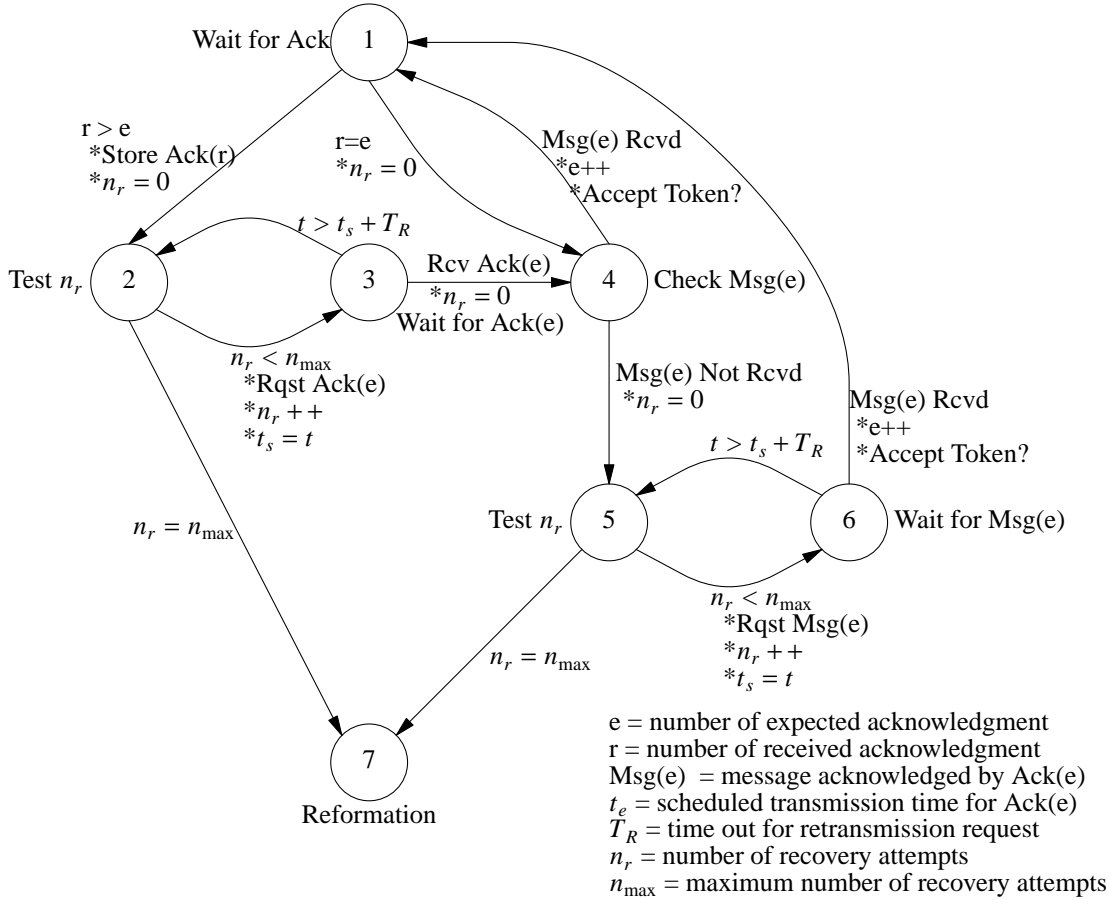 Wait for Ack
1
r > e
*Store Ack(r)
*n_r = 0
r=e
*n_r = 0
Msg(e) Rcvd
*e++
*Accept Token?
t > t_s + T_R
Test n_r
2
3
Rcv Ack(e)
*n_r = 0
Wait for Ack(e)
4
Check Msg(e)
n_r < n_max
*Rqst Ack(e)
*n_r ++
*t_s = t
Msg(e) Not Rcvd
*n_r = 0
Msg(e) Rcvd
*e++
*Accept Token?
t > t_s + T_R
n_r = n_max
Test n_r
5
6
Wait for Msg(e)
n_r < n_max
*Rqst Msg(e)
*n_r ++
*t_s = t
n_r = n_max
7
Reformation
e = number of expected acknowledgment
r = number of received acknowledgment
Msg(e) = message acknowledged by Ack(e)
t_e = scheduled transmission time for Ack(e)
T_R = time out for retransmission request
n_r = number of recovery attempts
n_max = maximum number of recovery attempts